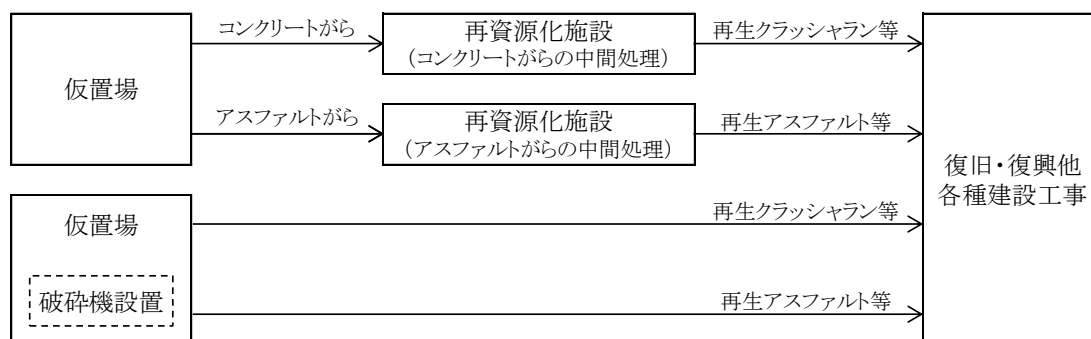 仮置場
コンクリートがら
再資源化施設
（コンクリートがらの中間処理）
再生クラッシャラン等
アスファルトがら
再資源化施設
（アスファルトがらの中間処理）
再生アスファルト等
仮置場
破砕機設置
再生クラッシャラン等
再生アスファルト等
復旧・復興他
各種建設工事